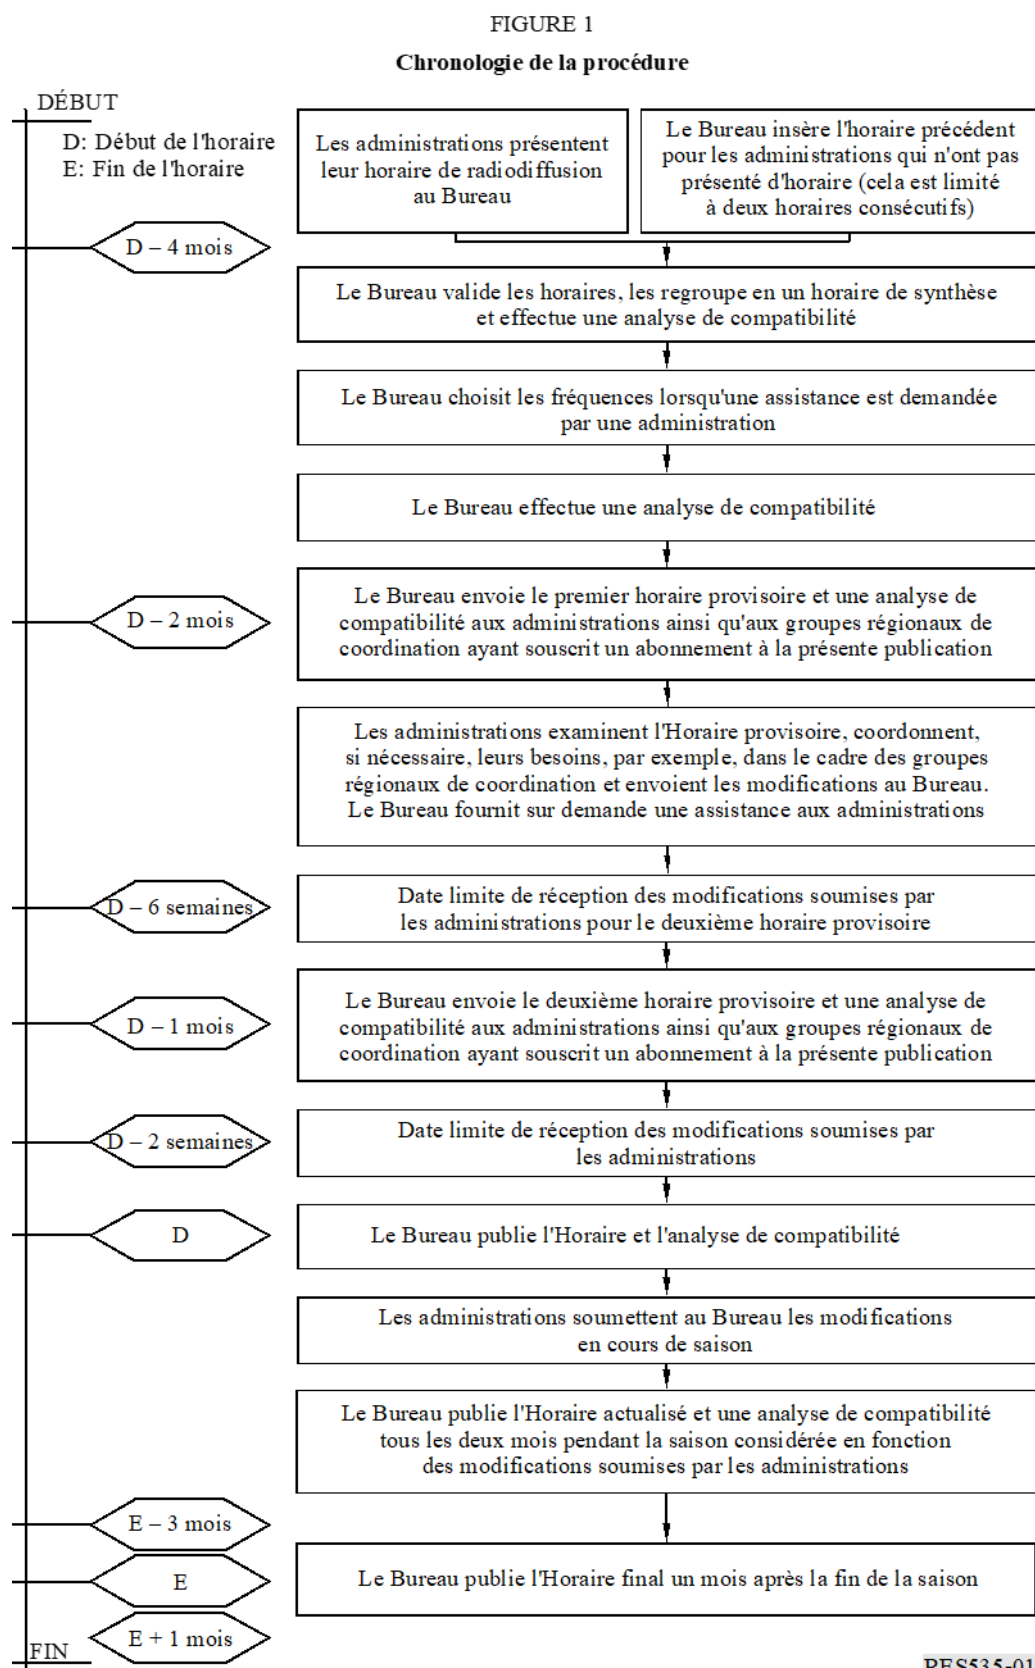 FIGURE 1
Chronologie de la procédure
DÉBUT
D: Début de l'horaire
E: Fin de l'horaire
Les administrations présentent
leur horaire de radiodiffusion
au Bureau
Le Bureau insère l'horaire précédent
pour les administrations qui n'ont pas
présenté d'horaire (cela est limité
à deux horaires consécutifs)
D – 4 mois
Le Bureau valide les horaires, les regroupe en un horaire de synthèse
et effectue une analyse de compatibilité
Le Bureau choisit les fréquences lorsqu'une assistance est demandée
par une administration
Le Bureau effectue une analyse de compatibilité
D – 2 mois
Le Bureau envoie le premier horaire provisoire et une analyse de
compatibilité aux administrations ainsi qu'aux groupes régionaux de
coordination ayant souscrit un abonnement à la présente publication
Les administrations examinent l'Horaire provisoire, coordonnent,
si nécessaire, leurs besoins, par exemple, dans le cadre des groupes
régionaux de coordination et envoient les modifications au Bureau.
Le Bureau fournit sur demande une assistance aux administrations
D – 6 semaines
Date limite de réception des modifications soumises par
les administrations pour le deuxième horaire provisoire
D – 1 mois
Le Bureau envoie le deuxième horaire provisoire et une analyse de
compatibilité aux administrations ainsi qu'aux groupes régionaux de
coordination ayant souscrit un abonnement à la présente publication
D – 2 semaines
Date limite de réception des modifications soumises par
les administrations
D
Le Bureau publie l'Horaire et l'analyse de compatibilité
Les administrations soumettent au Bureau les modifications
en cours de saison
Le Bureau publie l'Horaire actualisé et une analyse de compatibilité
tous les deux mois pendant la saison considérée en fonction
des modifications soumises par les administrations
E – 3 mois
E
Le Bureau publie l'Horaire final un mois après la fin de la saison
E + 1 mois
FIN
RES535-01